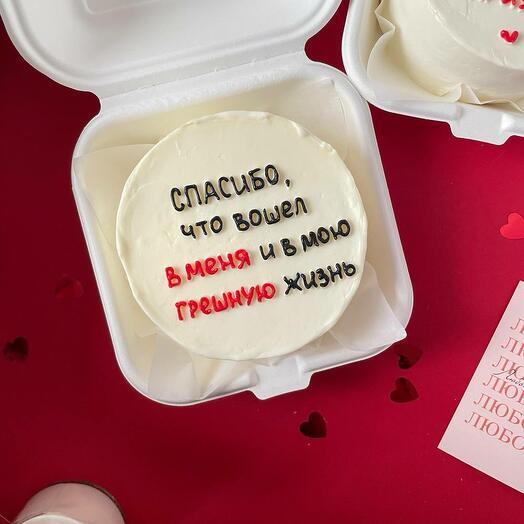 СПАСИБО,
что вошел
в меня и в мою
грешную жизнь